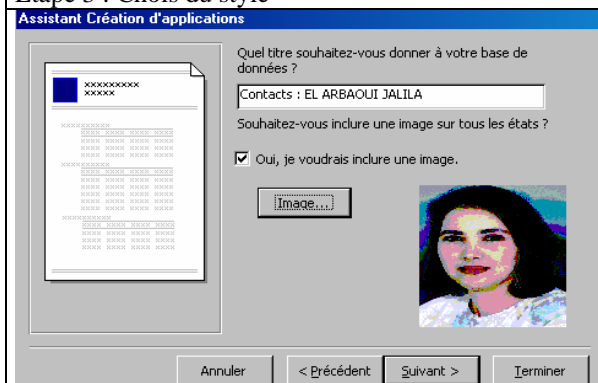 Etape 5 : Choix du style
Assistant Création d'applications
Quel titre souhaitez-vous donner à votre base de
données ?
Contacts : EL ARBAOUI JALILA
Souhaitez-vous inclure une image sur tous les états ?
Oui, je voudrais inclure une image.
Image...
Annuler
< Précédent
Suivant >
Terminer